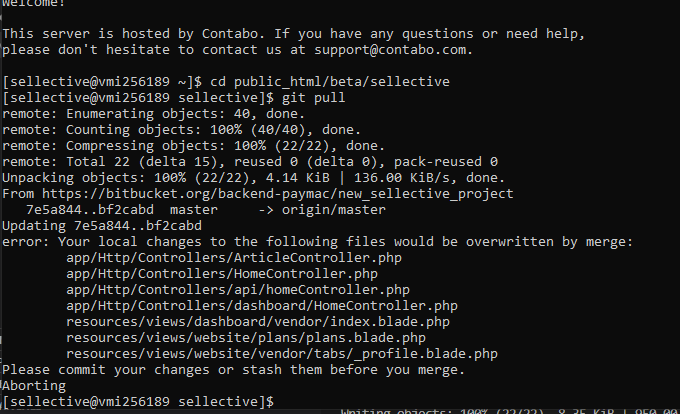 Welcome!
This server is hosted by Contabo. If you have any questions or need help,
please don't hesitate to contact us at support@contabo.com.
[sellective@vmi256189 ~]$ cd public_html/beta/sellective
[sellective@vmi256189 sellective]$ git pull
remote: Enumerating objects: 40, done.
remote: Counting objects: 100% (40/40), done.
remote: Compressing objects: 100% (22/22), done.
remote: Total 22 (delta 15), reused 0 (delta 0), pack-reused 0
Unpacking objects: 100% (22/22), 4.14 KiB | 136.00 KiB/s, done.
From https://bitbucket.org/backend-paymac/new_sellective_project
   7e5a844..bf2cabd  master     -> origin/master
Updating 7e5a844..bf2cabd
error: Your local changes to the following files would be overwritten by merge:
        app/Http/Controllers/ArticleController.php
        app/Http/Controllers/HomeController.php
        app/Http/Controllers/api/homeController.php
        app/Http/Controllers/dashboard/HomeController.php
        resources/views/dashboard/vendor/index.blade.php
        resources/views/website/plans/plans.blade.php
        resources/views/website/vendor/tabs/_profile.blade.php
Please commit your changes or stash them before you merge.
Aborting
[sellective@vmi256189 sellective]$
Writing objects: 100% (22/22), 8.35 KiB | 950.00